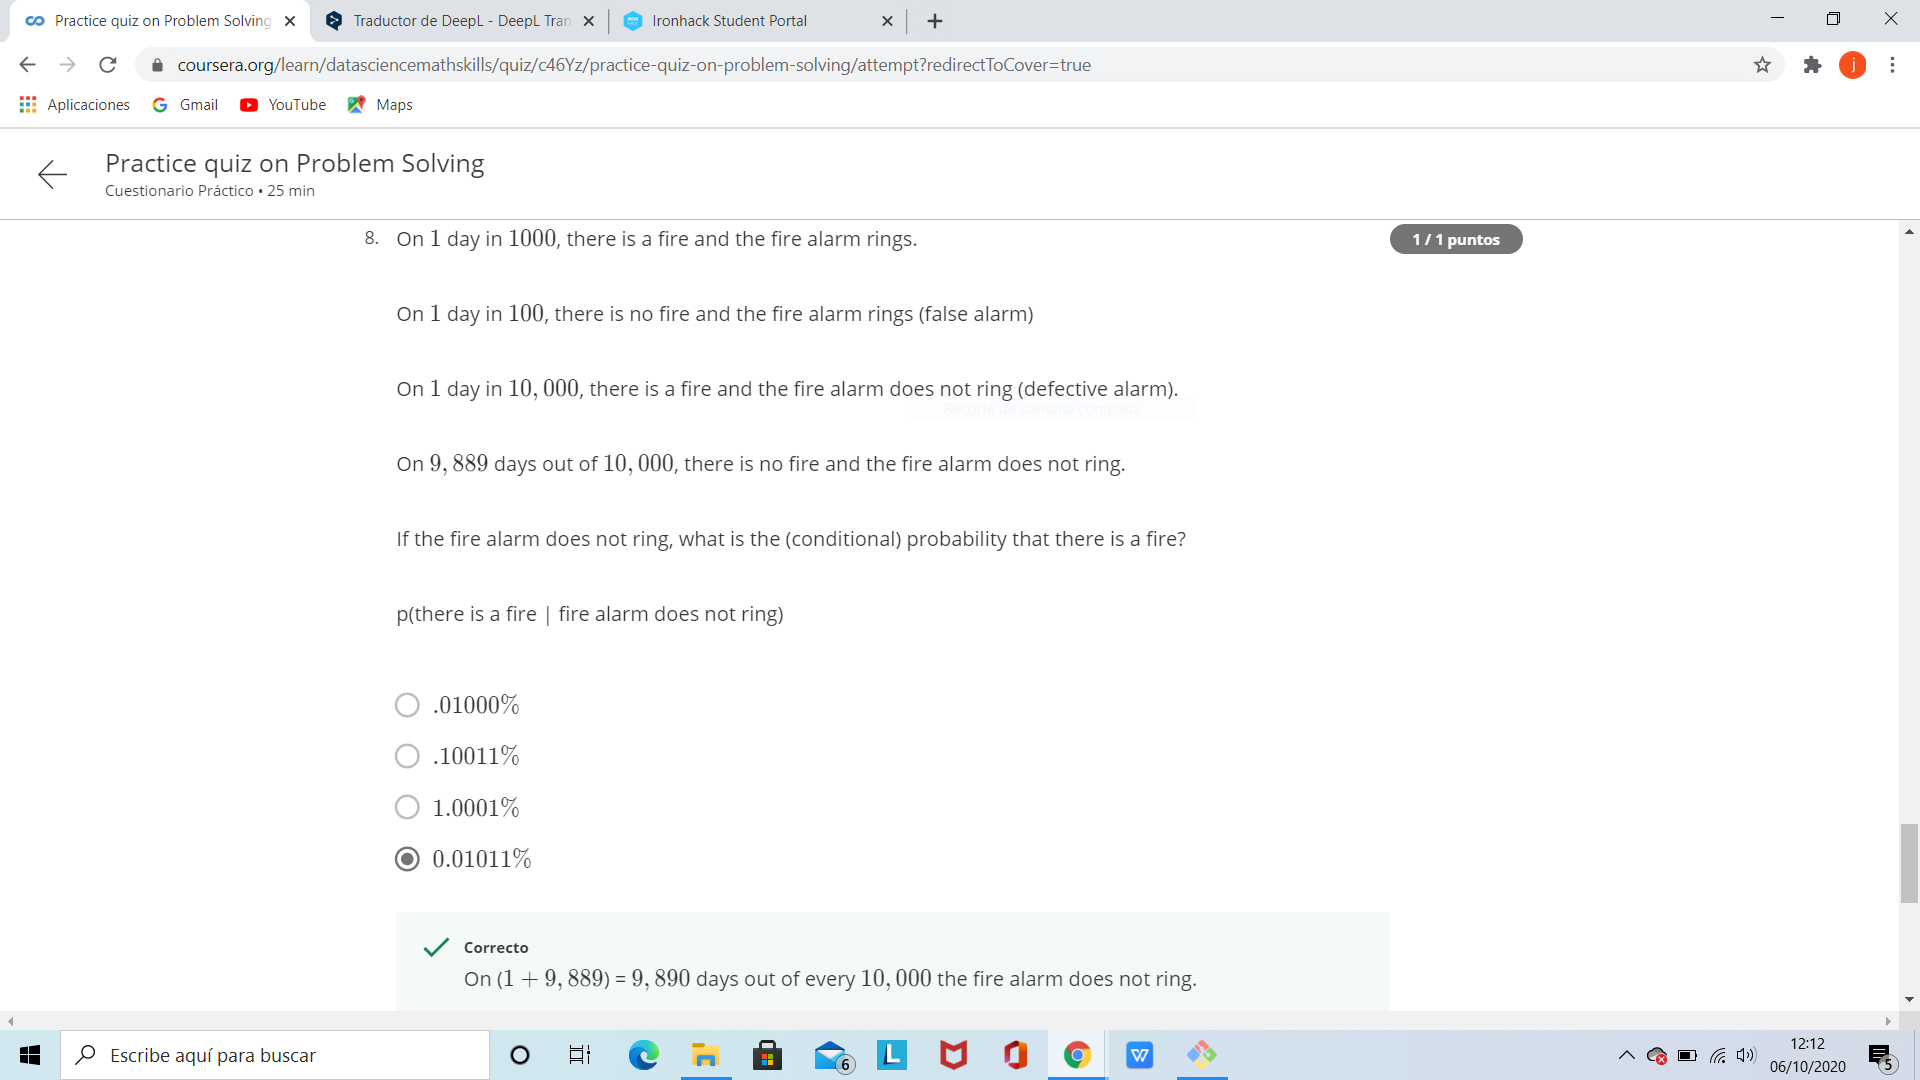 Practice quiz on Problem Solving
Traductor de DeepL - DeepL Tran
Ironhack Student Portal
coursera.org/learn/datasciencemathskills/quiz/c46Yz/practice-quiz-on-problem-solving/attempt?redirectToCover=true
j
Aplicaciones
Gmail
YouTube
Maps
Practice quiz on Problem Solving
Cuestionario Práctico • 25 min
8. On 1 day in 1000, there is a fire and the fire alarm rings.
1 / 1 puntos
On 1 day in 100, there is no fire and the fire alarm rings (false alarm)
On 1 day in 10, 000, there is a fire and the fire alarm does not ring (defective alarm).
Recorte de pantalla completa
On 9, 889 days out of 10, 000, there is no fire and the fire alarm does not ring.
If the fire alarm does not ring, what is the (conditional) probability that there is a fire?
p(there is a fire | fire alarm does not ring)
.01000%
.10011%
1.0001%
0.01011%
Correcto
On (1 + 9, 889) = 9, 890 days out of every 10, 000 the fire alarm does not ring.
Escribe aquí para buscar
6
L
W
12:12
06/10/2020
5